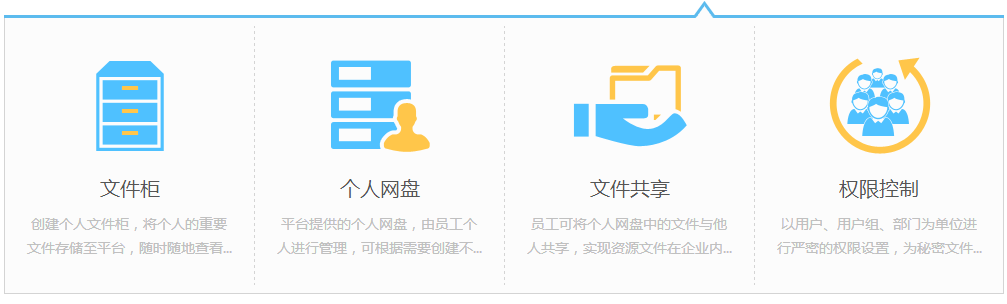 文件柜
创建个人文件柜，将个人的重要
文件存储至平台，随时随地查看...
个人网盘
平台提供的个人网盘，由员工个
人进行管理，可根据需要创建不...
文件共享
员工可将个人网盘中的文件与他
人共享，实现资源文件在企业内...
权限控制
以用户、用户组、部门为单位进
行严密的权限设置，为秘密文件...